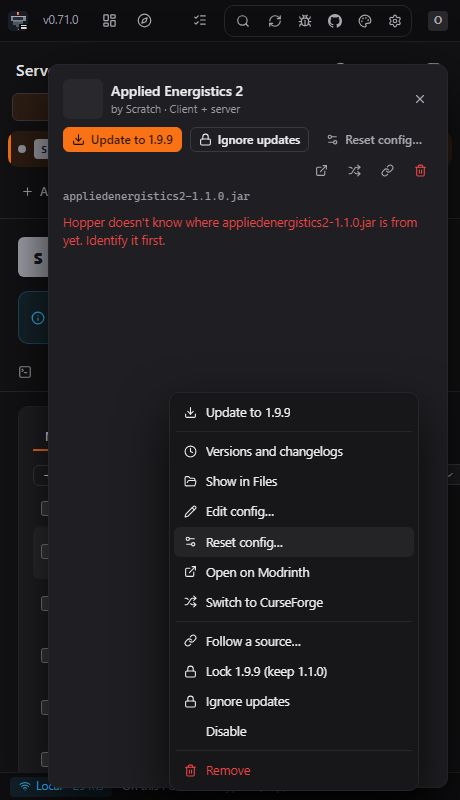 v0.71.0
O
Serv
Applied Energistics 2
by Scratch · Client + server
Update to 1.9.9
Ignore updates
Reset config...
S
A
appliedenergistics2-1.1.0.jar
Hopper doesn't know where appliedenergistics2-1.1.0.jar is from
yet. Identify it first.
S
Update to 1.9.9
Versions and changelogs
Show in Files
Edit config...
Reset config...
Open on Modrinth
Switch to CurseForge
Follow a source...
Lock 1.9.9 (keep 1.1.0)
Ignore updates
Disable
Remove
Local